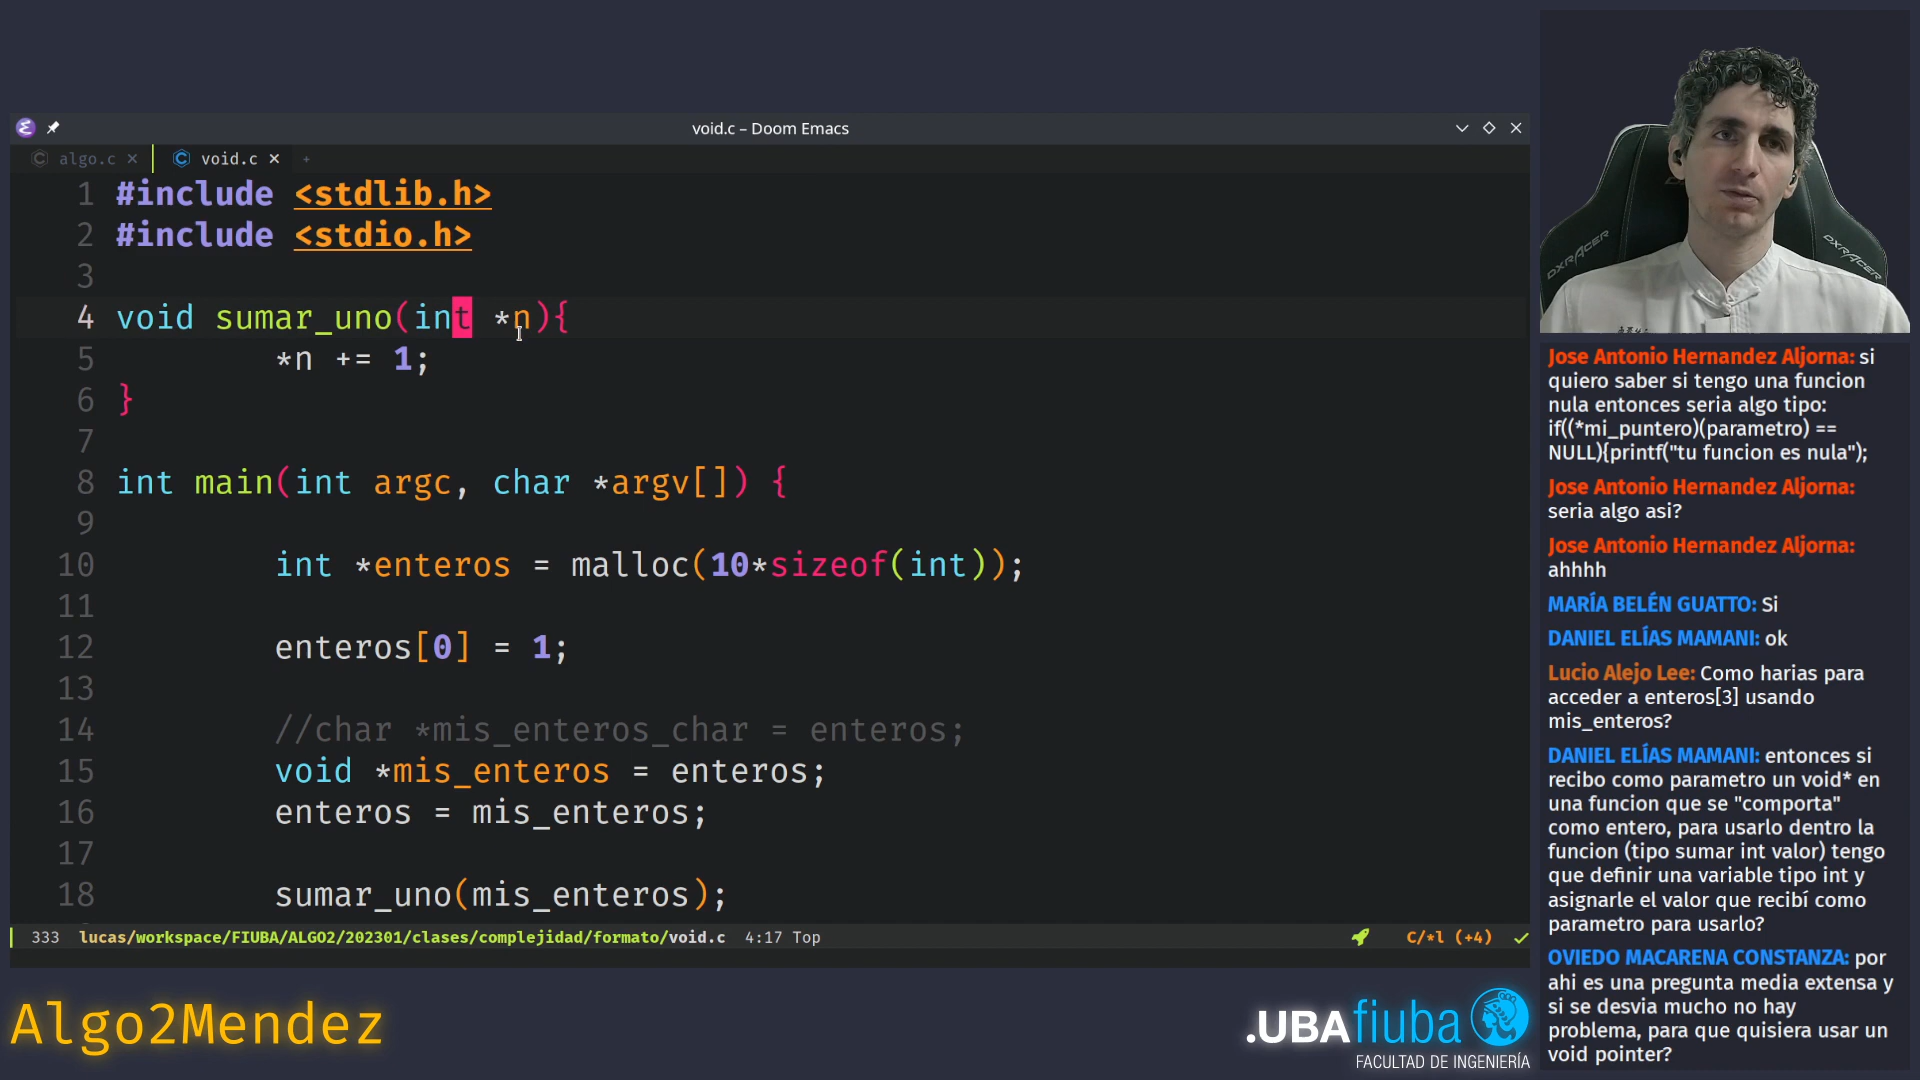 void.c – Doom Emacs
algo.c
void.c
1 #include <stdlib.h>
2 #include <stdio.h>
3
4 void sumar_uno(int *n){
5 *n += 1;
6 }
7
8 int main(int argc, char *argv[]) {
9
10 int *enteros = malloc(10*sizeof(int));
11
12 enteros[0] = 1;
13
14 //char *mis_enteros_char = enteros;
15 void *mis_enteros = enteros;
16 enteros = mis_enteros;
17
18 sumar_uno(mis_enteros);
333 lucas/workspace/FIUBA/ALGO2/202301/clases/complejidad/formato/void.c 4:17 Top C/*l (+4)
Algo2Mendez
.UBAfiuba
FACULTAD DE INGENIERÍA
DXRACER
DXRACER
Jose Antonio Hernandez Aljorna: si
quiero saber si tengo una funcion
nula entonces seria algo tipo:
if((*mi_puntero)(parametro) ==
NULL){printf("tu funcion es nula");
Jose Antonio Hernandez Aljorna:
seria algo asi?
Jose Antonio Hernandez Aljorna:
ahhhh
MARÍA BELÉN GUATTO: Si
DANIEL ELÍAS MAMANI: ok
Lucio Alejo Lee: Como harias para
acceder a enteros[3] usando
mis_enteros?
DANIEL ELÍAS MAMANI: entonces si
recibo como parametro un void* en
una funcion que se "comporta"
como entero, para usarlo dentro la
funcion (tipo sumar int valor) tengo
que definir una variable tipo int y
asignarle el valor que recibí como
parametro para usarlo?
OVIEDO MACARENA CONSTANZA: por
ahi es una pregunta media extensa y
si se desvia mucho no hay
problema, para que quisiera usar un
void pointer?